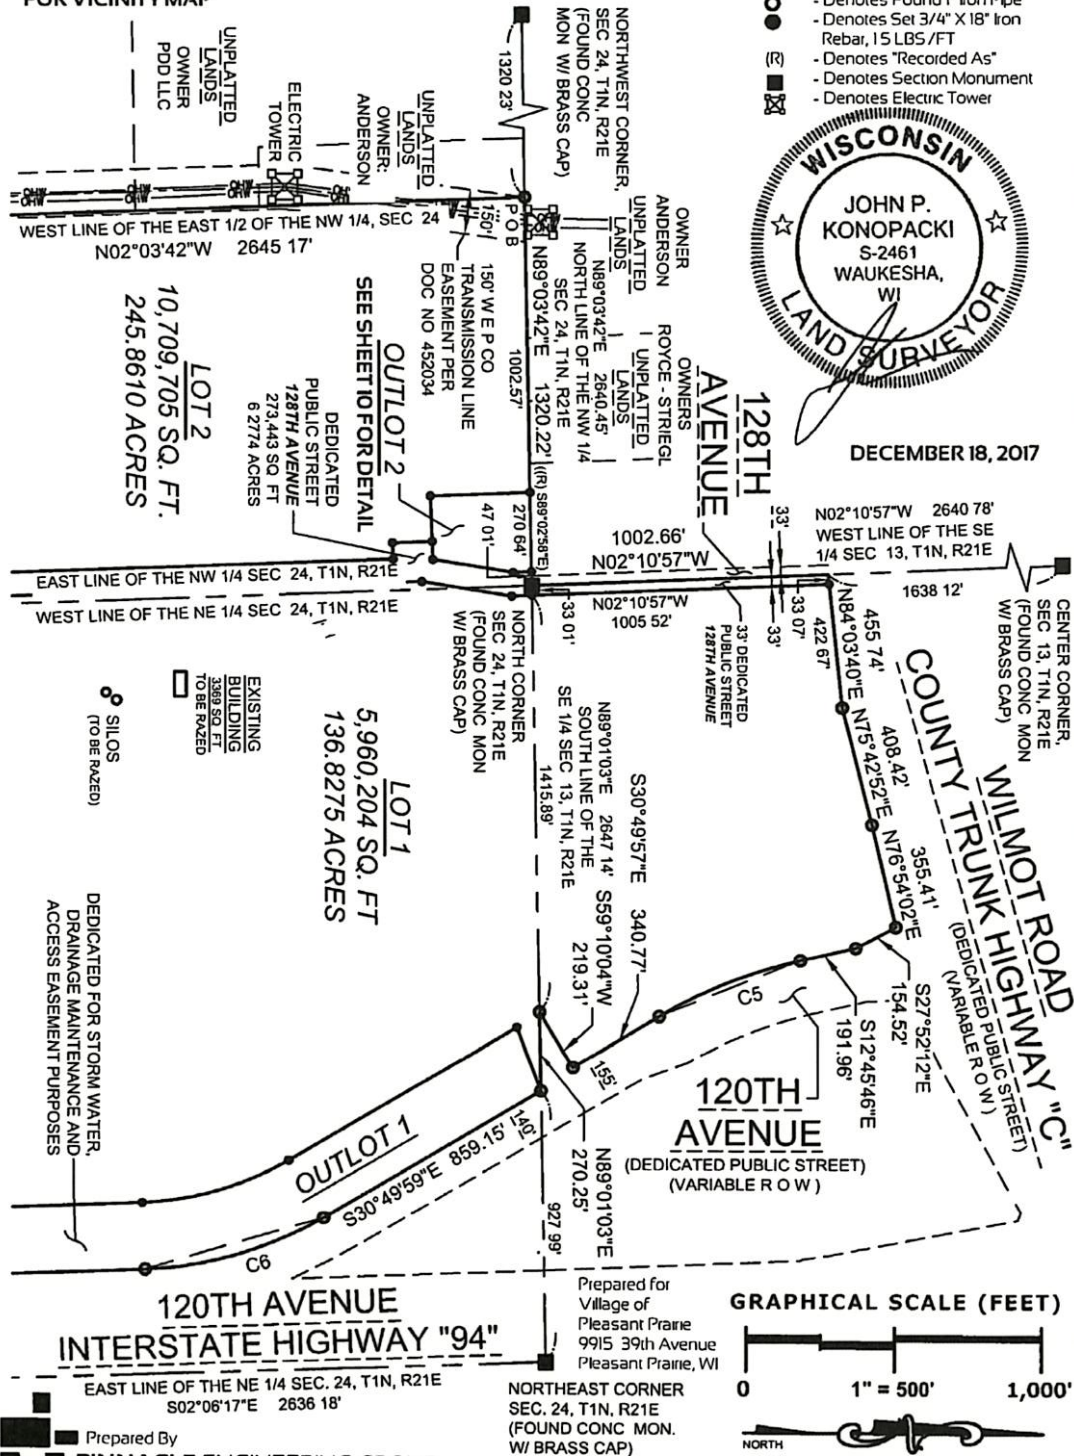 - Denotes Set 3/4" X 18" Iron
Rebar, 1 5 LBS /FT
(R) - Denotes "Recorded As"
- Denotes Section Monument
- Denotes Electric Tower
WISCONSIN
JOHN P.
KONOPACKI
S-2461
WAUKESHA,
WI
LAND SURVEYOR
DECEMBER 18, 2017
NORTHWEST CORNER,
SEC 24, T1N, R21E
(FOUND CONC
MON W/ BRASS CAP)
1320 23'
UNPLATTED
LANDS
OWNER
PDD LLC
ELECTRIC
TOWER
UNPLATTED
LANDS
OWNER:
ANDERSON
OHW
OHW
OHW
OHW
WEST LINE OF THE EAST 1/2 OF THE NW 1/4, SEC 24
N02°03'42"W 2645 17'
150'
P O B
150' W E P CO
TRANSMISSION LINE
EASEMENT PER
DOC NO 452034
OWNER
ANDERSON
UNPLATTED
LANDS
N89°03'42"E 2640.45'
NORTH LINE OF THE NW 1/4
SEC 24, T1N, R21E
N89°03'42"E 1320.22'
((R) S89°02'58"E)
1002.57'
OWNERS
ROYCE - STRIEGL
UNPLATTED
LANDS
128TH
AVENUE
LOT 2
10,709,705 SQ. FT.
245.8610 ACRES
OUTLOT 2
SEE SHEET 10 FOR DETAIL
DEDICATED
PUBLIC STREET
128TH AVENUE
273,443 SQ FT
6 2774 ACRES
270 64'
47 01'
EAST LINE OF THE NW 1/4 SEC 24, T1N, R21E
WEST LINE OF THE NE 1/4 SEC 24, T1N, R21E
1002.66'
N02°10'57"W
N02°10'57"W
1005 52'
33'
33'
33 01'
33 07'
33' DEDICATED
PUBLIC STREET
128TH AVENUE
N02°10'57"W 2640 78'
WEST LINE OF THE SE
1/4 SEC 13, T1N, R21E
1638 12'
CENTER CORNER,
SEC 13, T1N, R21E
(FOUND CONC MON
W/ BRASS CAP)
NORTH CORNER
SEC 24, T1N, R21E
(FOUND CONC MON
W/ BRASS CAP)
455 74'
N84°03'40"E
422 67'
408.42'
N75°42'52"E
355.41'
N76°54'02"E
WILMOT ROAD
COUNTY TRUNK HIGHWAY "C"
(DEDICATED PUBLIC STREET)
(VARIABLE R O W )
EXISTING
BUILDING
3369 SQ FT
TO BE RAZED
SILOS
(TO BE RAZED)
LOT 1
5,960,204 SQ. FT
136.8275 ACRES
N89°01'03"E 2647 14'
SOUTH LINE OF THE
SE 1/4 SEC 13, T1N, R21E
1415.89'
S30°49'57"E 340.77'
S59°10'04"W
219.31'
S27°52'12"E
154.52'
S12°45'46"E
191.96'
C5
155'
120TH
AVENUE
(DEDICATED PUBLIC STREET)
(VARIABLE R O W )
DEDICATED FOR STORM WATER,
DRAINAGE MAINTENANCE AND
ACCESS EASEMENT PURPOSES
OUTLOT 1
S30°49'59"E 859.15'
140'
C6
N89°01'03"E
270.25'
927 99'
120TH AVENUE
INTERSTATE HIGHWAY "94"
EAST LINE OF THE NE 1/4 SEC. 24, T1N, R21E
S02°06'17"E 2636 18'
Prepared for
Village of
Pleasant Prairie
9915 39th Avenue
Pleasant Prairie, WI
NORTHEAST CORNER
SEC. 24, T1N, R21E
(FOUND CONC MON.
W/ BRASS CAP)
GRAPHICAL SCALE (FEET)
0 1" = 500' 1,000'
NORTH
Prepared By